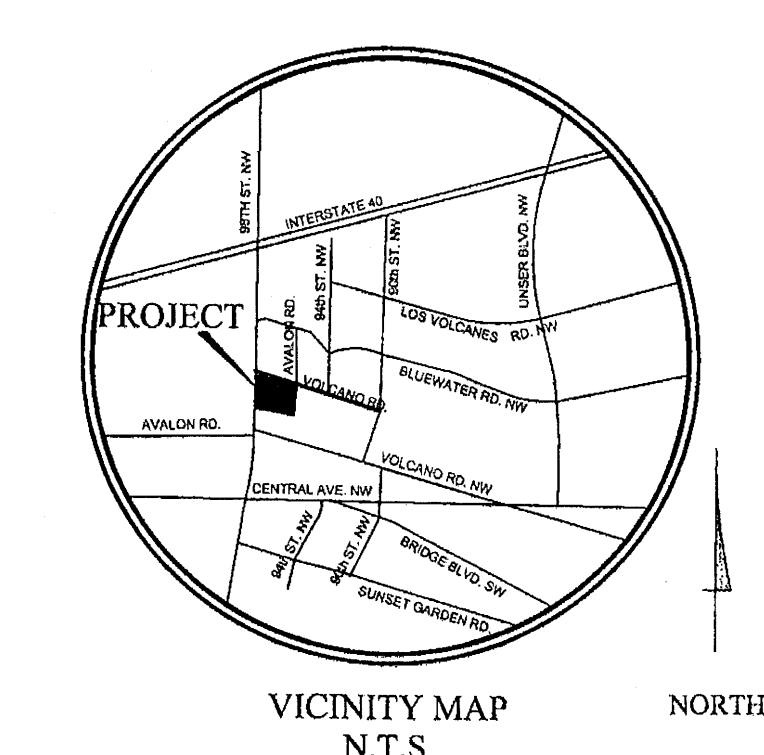 98TH ST. NW
INTERSTATE 40
UNSER BLVD. NW
94th ST. NW
90th ST. NW
PROJECT
AVALON RD.
LOS VOLCANES RD. NW
VOLCANO RD.
BLUEWATER RD. NW
AVALON RD.
VOLCANO RD. NW
CENTRAL AVE. NW
94th ST. NW
90th ST. NW
BRIDGE BLVD. SW
SUNSET GARDEN RD.
VICINITY MAP
N.T.S
NORTH